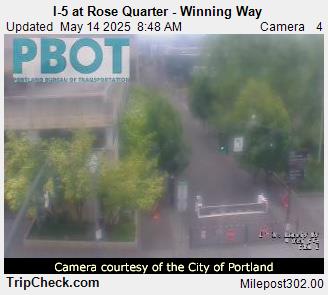 I-5 at Rose Quarter - Winning Way
Updated May 14 2025 8:48 AM Camera 4
PBOT
PORTLAND BUREAU OF TRANSPORTATION
Camera courtesy of the City of Portland
TripCheck.com Milepost302.00